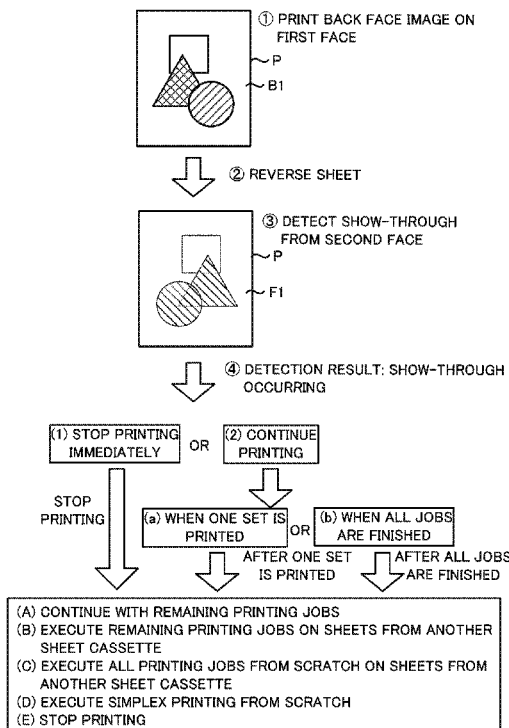 ① PRINT BACK FACE IMAGE ON
FIRST FACE
P
B1
② REVERSE SHEET
③ DETECT SHOW-THROUGH
FROM SECOND FACE
P
F1
④ DETECTION RESULT: SHOW-THROUGH
OCCURRING
(1) STOP PRINTING
IMMEDIATELY
OR
(2) CONTINUE
PRINTING
STOP
PRINTING
(a) WHEN ONE SET IS
PRINTED
OR
(b) WHEN ALL JOBS
ARE FINISHED
AFTER ONE SET
IS PRINTED
AFTER ALL JOBS
ARE FINISHED
(A) CONTINUE WITH REMAINING PRINTING JOBS
(B) EXECUTE REMAINING PRINTING JOBS ON SHEETS FROM ANOTHER
SHEET CASSETTE
(C) EXECUTE ALL PRINTING JOBS FROM SCRATCH ON SHEETS FROM
ANOTHER SHEET CASSETTE
(D) EXECUTE SIMPLEX PRINTING FROM SCRATCH
(E) STOP PRINTING